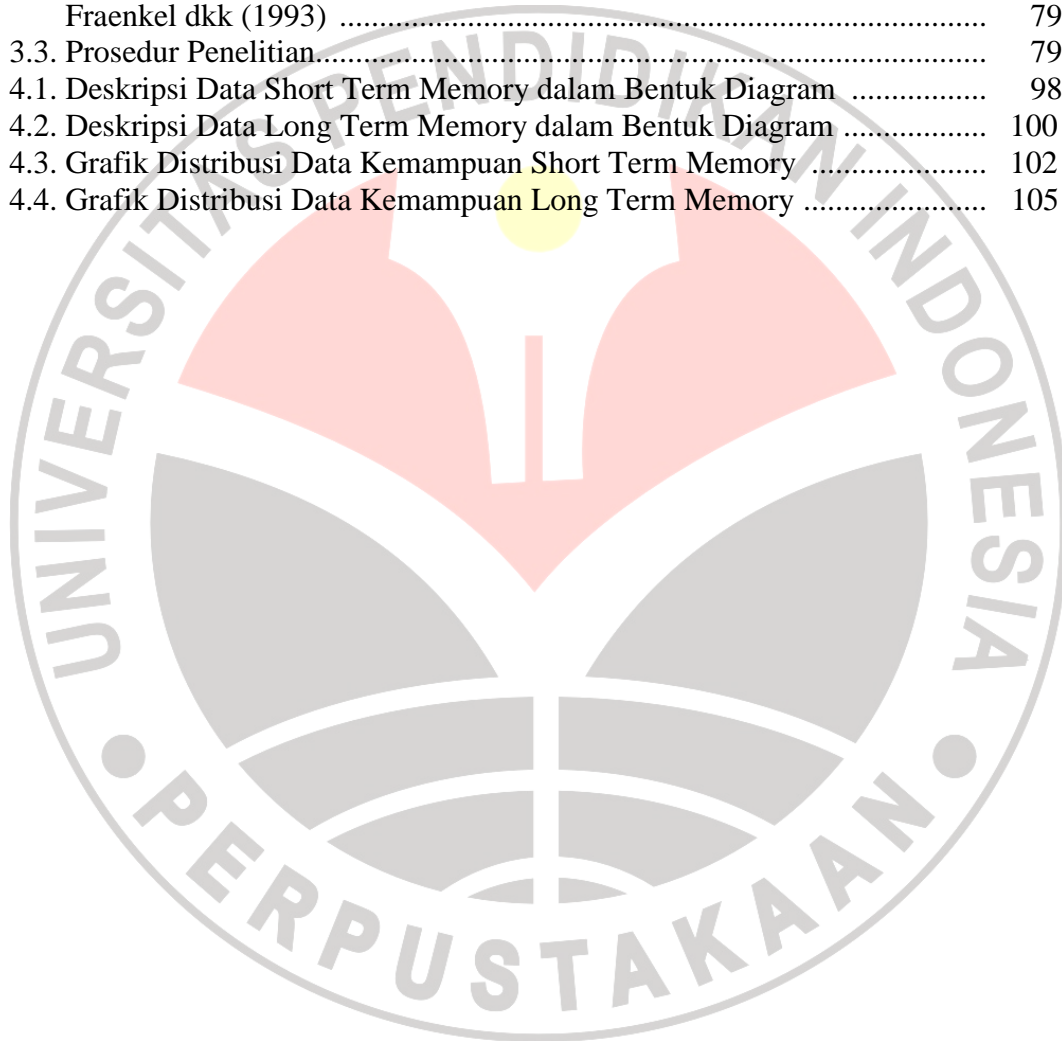 Fraenkel dkk (1993) ........................................................................................ 79
3.3. Prosedur Penelitian............................................................................................ 79
4.1. Deskripsi Data Short Term Memory dalam Bentuk Diagram .................. 98
4.2. Deskripsi Data Long Term Memory dalam Bentuk Diagram ................... 100
4.3. Grafik Distribusi Data Kemampuan Short Term Memory ....................... 102
4.4. Grafik Distribusi Data Kemampuan Long Term Memory ........................ 105
UNIVERSITAS PENDIDIKAN INDONESIA
PERPUSTAKAAN